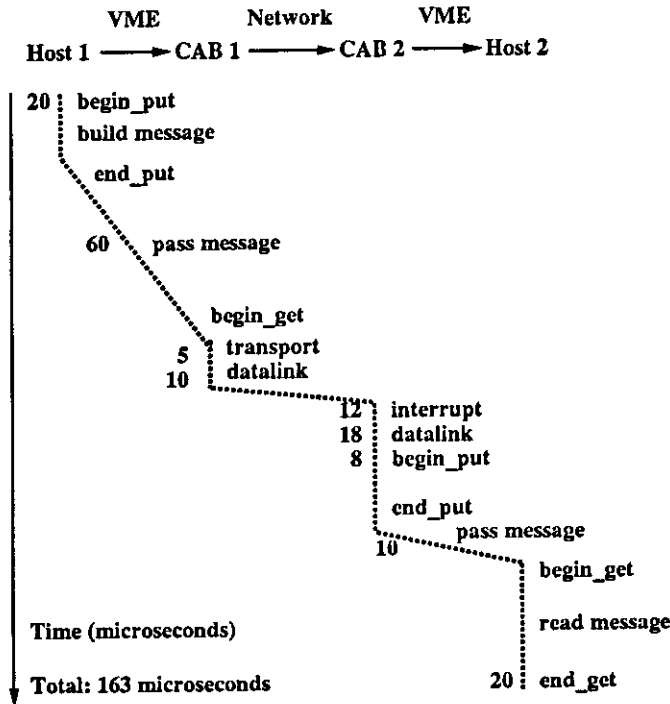 VME Network VME
Host 1 CAB 1 CAB 2 Host 2
20 begin_put
build message
end_put
60 pass message
begin_get
5 transport
10 datalink
12 interrupt
18 datalink
8 begin_put
end_put
10 pass message
begin_get
Time (microseconds) read message
Total: 163 microseconds 20 end_get